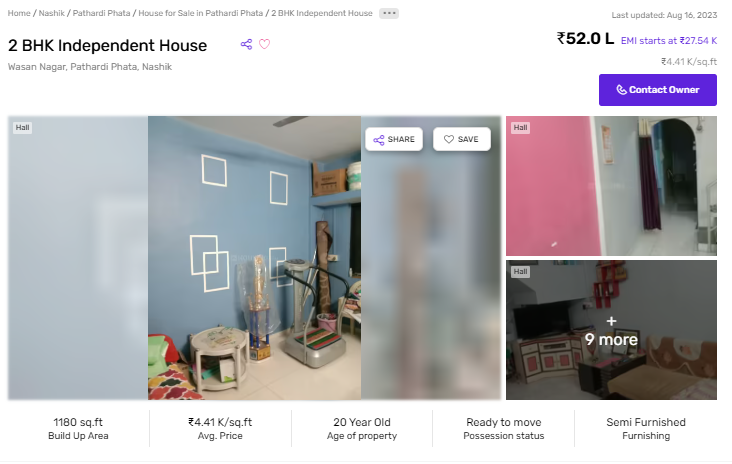 Home / Nashik / Pathardi Phata / House for Sale in Pathardi Phata / 2 BHK Independent House
Last updated: Aug 16, 2023
2 BHK Independent House
₹52.0 L EMI starts at ₹27.54 K
Wasan Nagar, Pathardi Phata, Nashik
₹4.41 K/sq.ft
Contact Owner
Hall
SHARE
SAVE
Hall
Hall
+
9 more
1180 sq.ft
Build Up Area
₹4.41 K/sq.ft
Avg. Price
20 Year Old
Age of property
Ready to move
Possession status
Semi Furnished
Furnishing